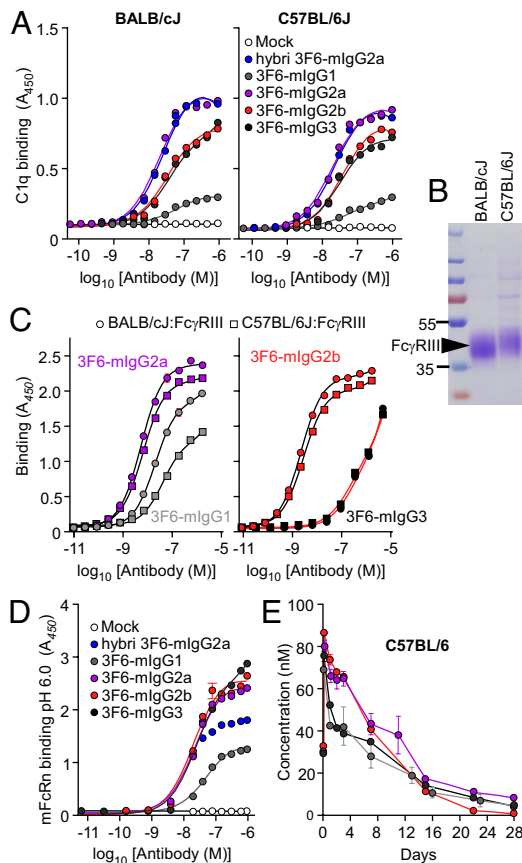 A
BALB/cJ
C57BL/6J
Mock
hybri 3F6-mIgG2a
3F6-mIgG1
3F6-mIgG2a
3F6-mIgG2b
3F6-mIgG3
C1q binding (A450)
1.5
1.0
0.5
0
-10 -9 -8 -7 -6 -5
-10 -9 -8 -7 -6 -5
log10 [Antibody (M)]
log10 [Antibody (M)]
B
BALB/cJ
C57BL/6J
55
FcγRIII
35
C
BALB/cJ:FcγRIII
C57BL/6J:FcγRIII
3F6-mIgG2a
3F6-mIgG2b
3F6-mIgG1
3F6-mIgG3
Binding (A450)
2.5
2.0
1.5
1.0
0.5
0.0
-11 -9 -7 -5
-11 -9 -7 -5
log10 [Antibody (M)]
log10 [Antibody (M)]
D
Mock
hybri 3F6-mIgG2a
3F6-mIgG1
3F6-mIgG2a
3F6-mIgG2b
3F6-mIgG3
mFcRn binding pH 6.0 (A450)
4
3
2
1
0
-11 -10 -9 -8 -7 -6
log10 [Antibody (M)]
E
C57BL/6
Concentration (nM)
100
80
60
40
20
0
0 4 8 12 16 20 24 28
Days